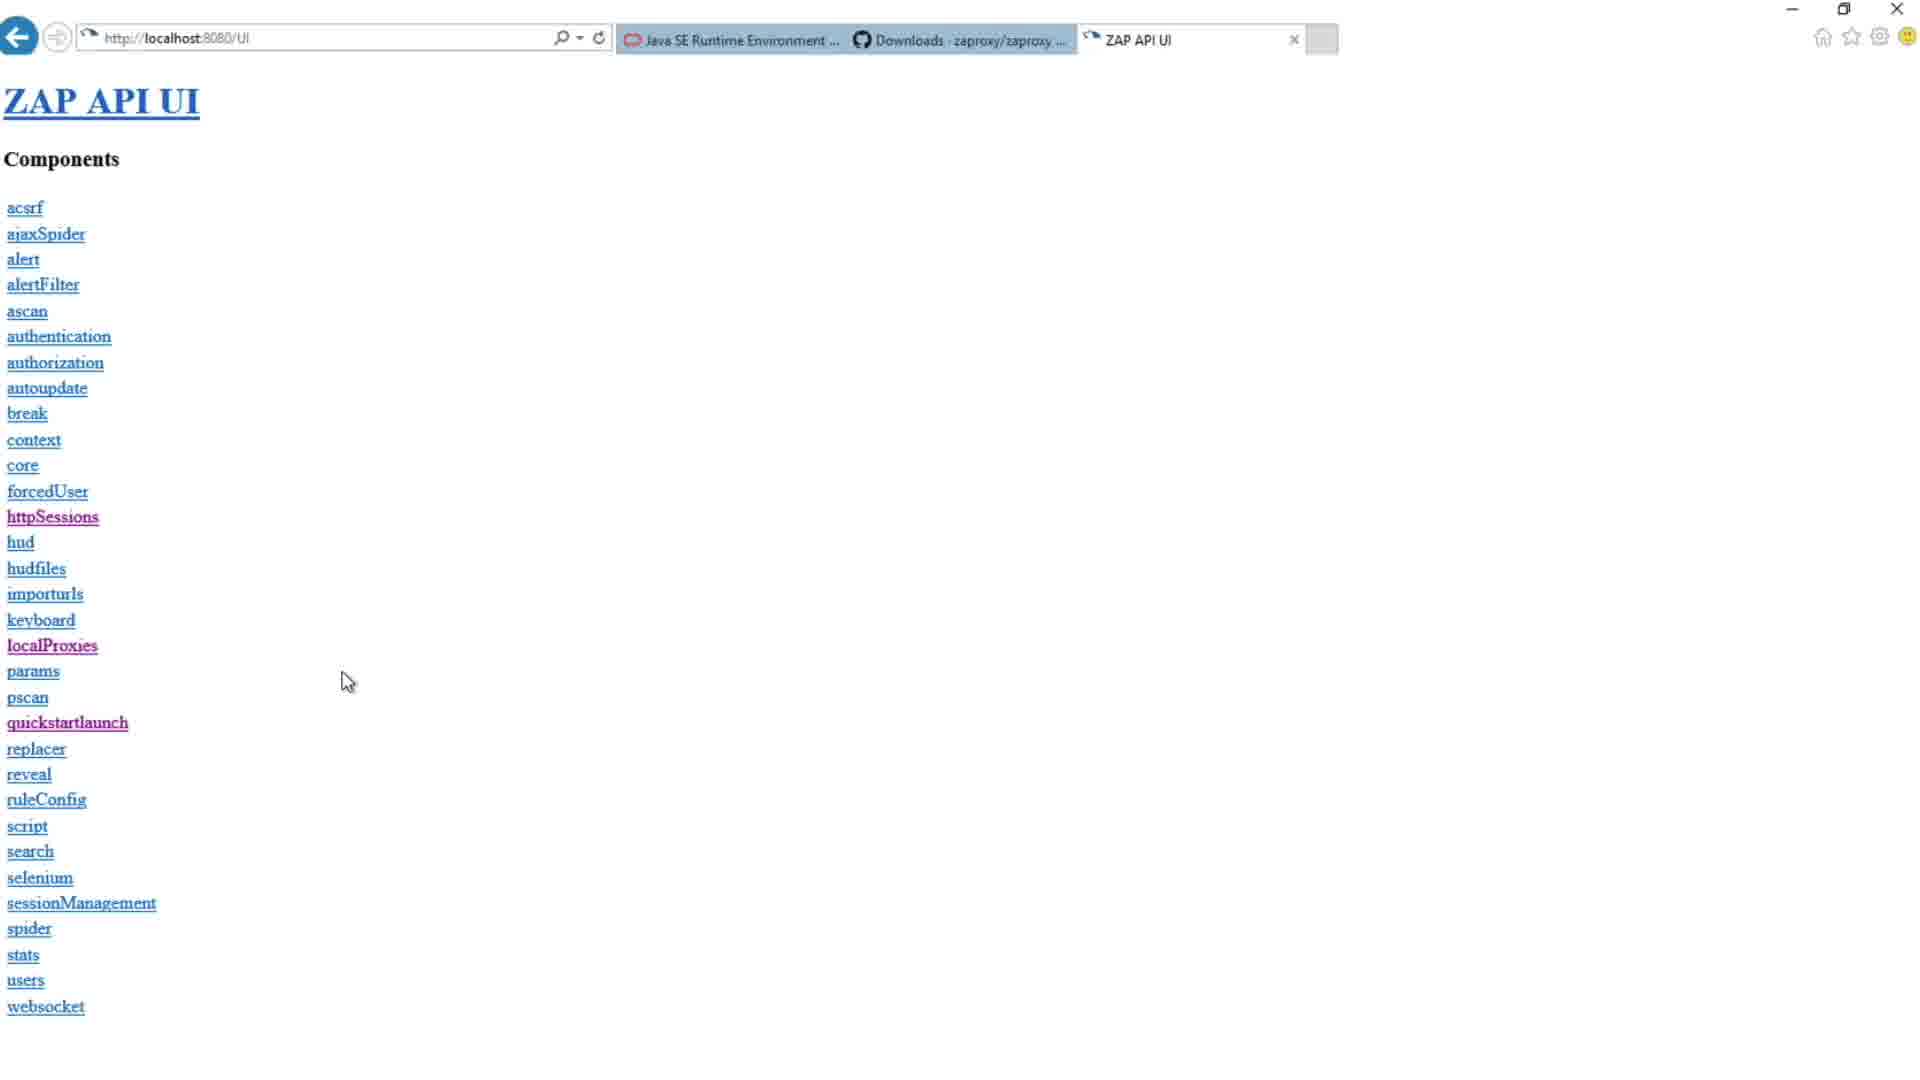 http://localhost:8080/UI
Java SE Runtime Environment ...
Downloads · zaproxy/zaproxy ...
ZAP API UI
ZAP API UI
Components
acsrf
ajaxSpider
alert
alertFilter
ascan
authentication
authorization
autoupdate
break
context
core
forcedUser
httpSessions
hud
hudfiles
importurls
keyboard
localProxies
params
pscan
quickstartlaunch
replacer
reveal
ruleConfig
script
search
selenium
sessionManagement
spider
stats
users
websocket